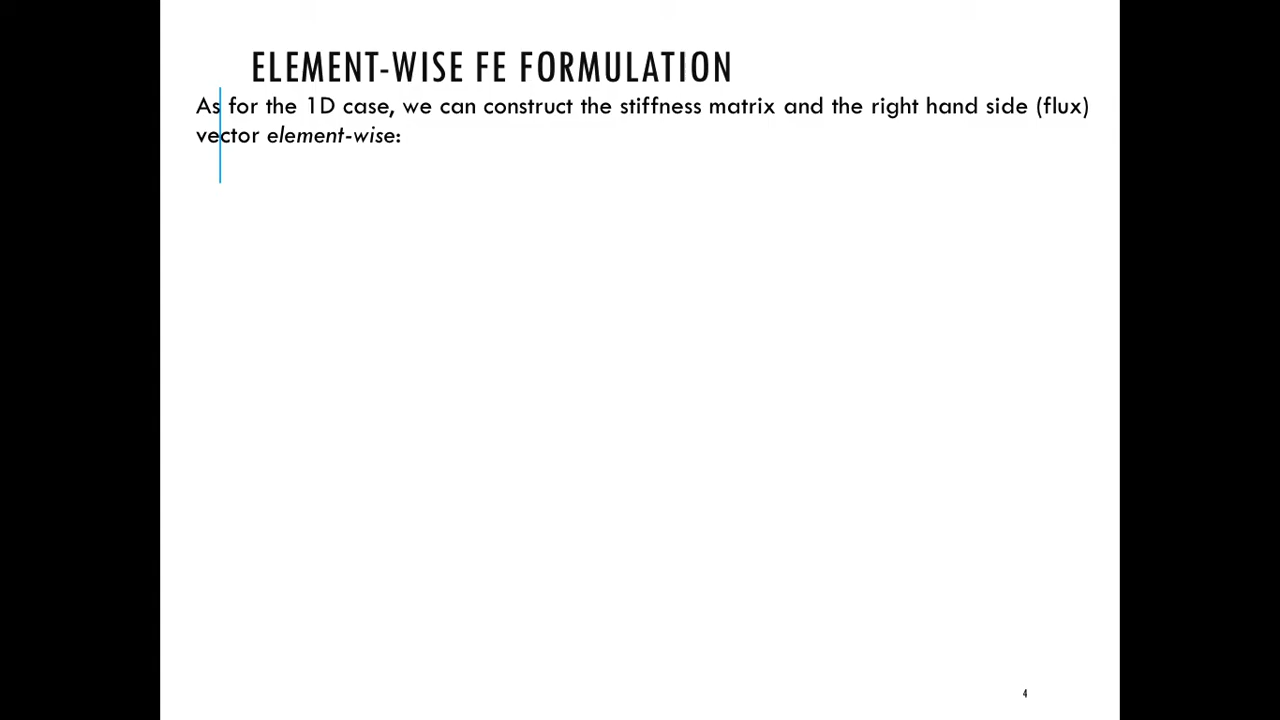 ELEMENT-WISE FE FORMULATION
As for the 1D case, we can construct the stiffness matrix and the right hand side (flux)
vector element-wise:
4